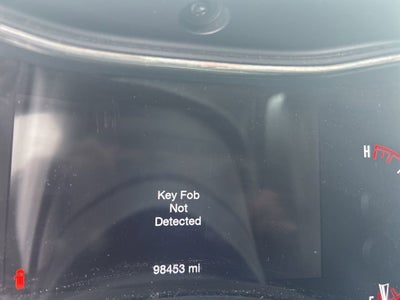 Key Fob
Not
Detected
H
98453 mi